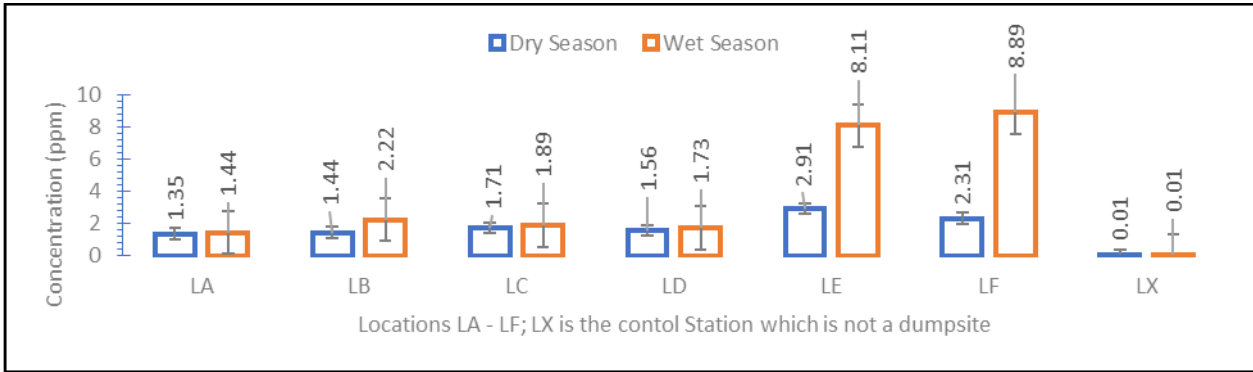 Dry Season Wet Season
Concentration (ppm)
10
8
6
4
2
0
1.35 1.44 1.44 2.22 1.71 1.89 1.56 1.73 2.91 8.11 2.31 8.89 0.01 0.01
LA LB LC LD LE LF LX
Locations LA - LF; LX is the contol Station which is not a dumpsite